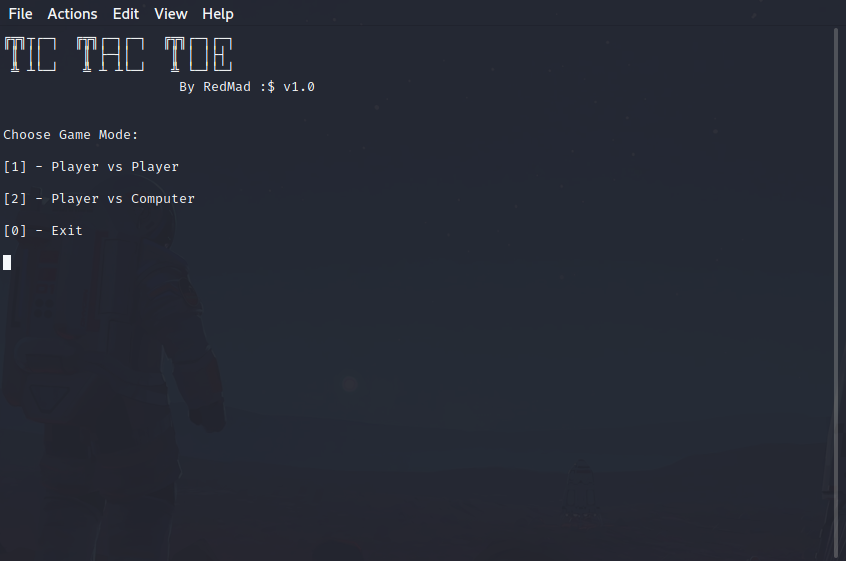 File Actions Edit View Help
TIC TAC TOE
By RedMad :$ v1.0
Choose Game Mode:
[1] - Player vs Player
[2] - Player vs Computer
[0] - Exit